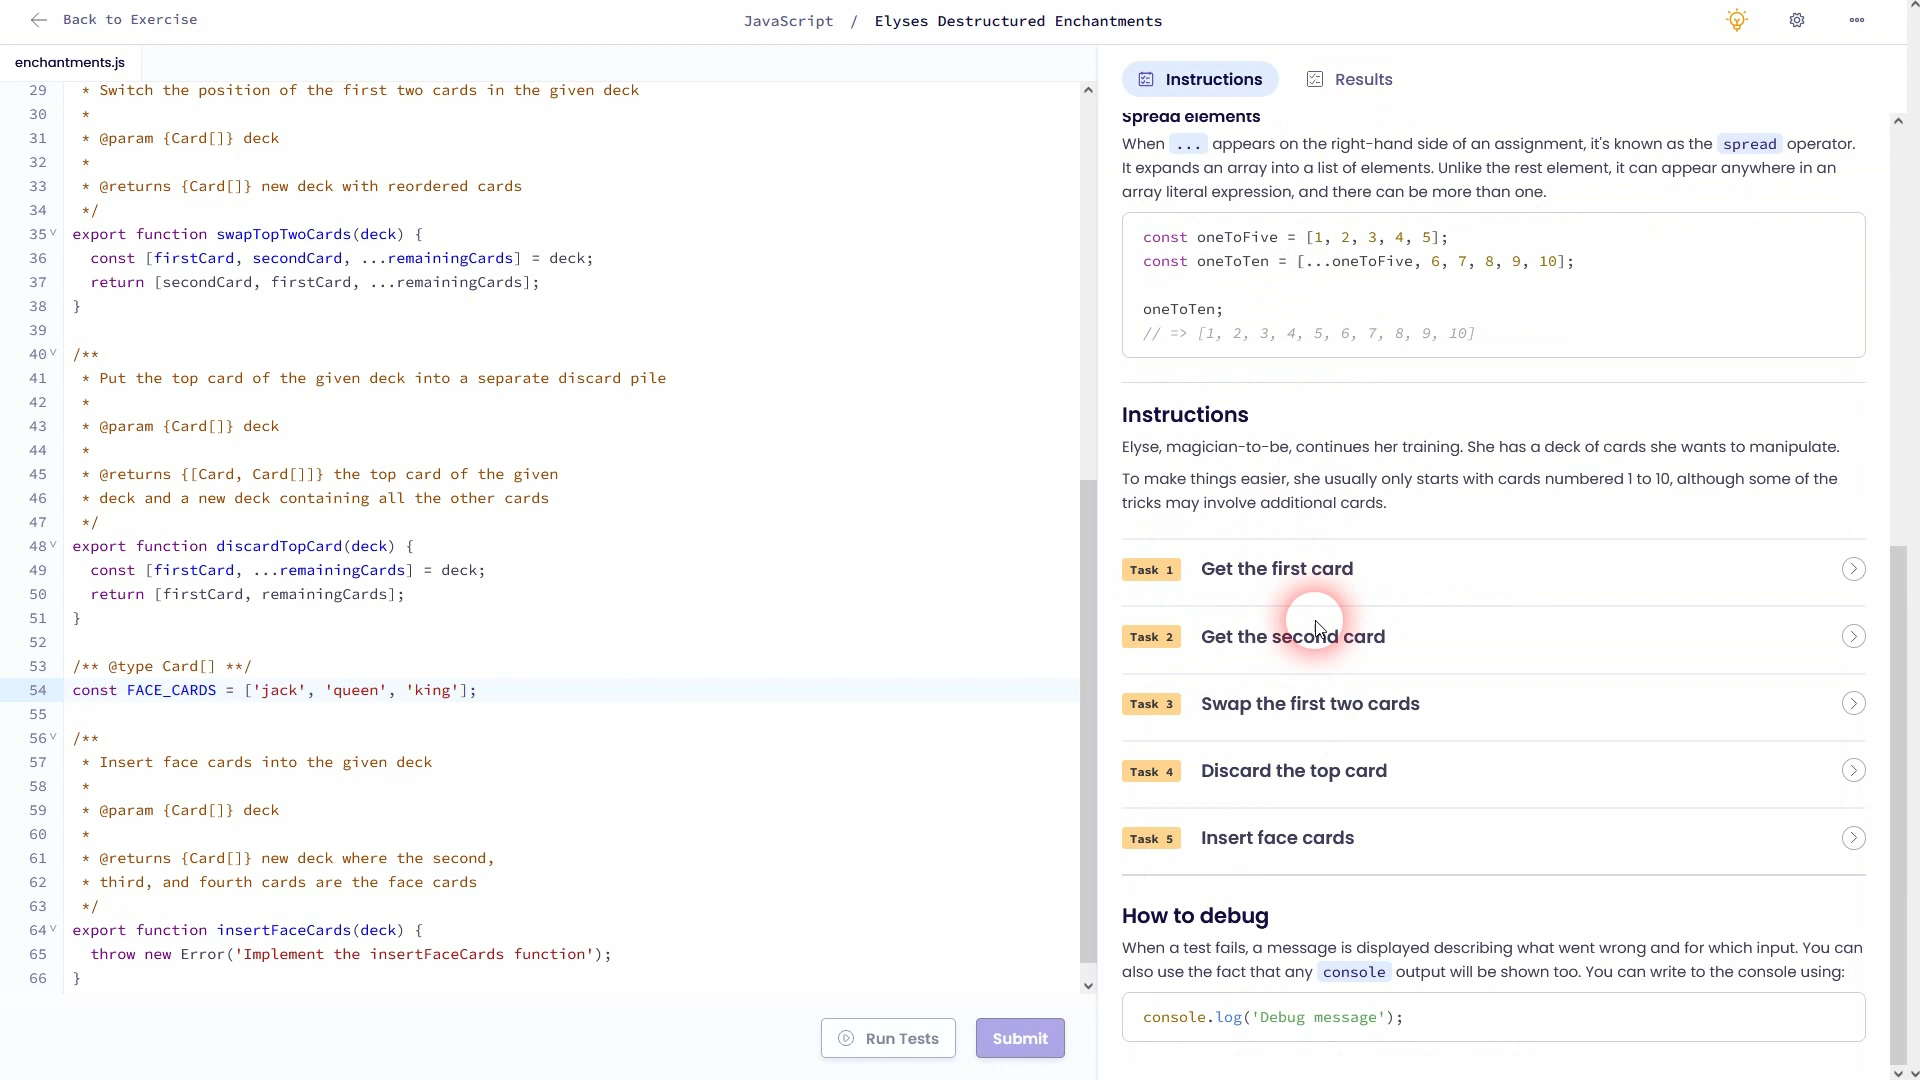 Back to Exercise
JavaScript / Elyses Destructured Enchantments
enchantments.js
29 * Switch the position of the first two cards in the given deck
30 *
31 * @param {Card[]} deck
32 *
33 * @returns {Card[]} new deck with reordered cards
34 */
35 export function swapTopTwoCards(deck) {
36 const [firstCard, secondCard, ...remainingCards] = deck;
37 return [secondCard, firstCard, ...remainingCards];
38 }
39
40 /**
41 * Put the top card of the given deck into a separate discard pile
42 *
43 * @param {Card[]} deck
44 *
45 * @returns {[Card, Card[]]} the top card of the given
46 * deck and a new deck containing all the other cards
47 */
48 export function discardTopCard(deck) {
49 const [firstCard, ...remainingCards] = deck;
50 return [firstCard, remainingCards];
51 }
52
53 /** @type Card[] **/
54 const FACE_CARDS = ['jack', 'queen', 'king'];
55
56 /**
57 * Insert face cards into the given deck
58 *
59 * @param {Card[]} deck
60 *
61 * @returns {Card[]} new deck where the second,
62 * third, and fourth cards are the face cards
63 */
64 export function insertFaceCards(deck) {
65 throw new Error('Implement the insertFaceCards function');
66 }
Run Tests
Submit
Instructions
Results
Spread elements
When ... appears on the right-hand side of an assignment, it's known as the spread operator.
It expands an array into a list of elements. Unlike the rest element, it can appear anywhere in an
array literal expression, and there can be more than one.
const oneToFive = [1, 2, 3, 4, 5];
const oneToTen = [...oneToFive, 6, 7, 8, 9, 10];
oneToTen;
// => [1, 2, 3, 4, 5, 6, 7, 8, 9, 10]
Instructions
Elyse, magician-to-be, continues her training. She has a deck of cards she wants to manipulate.
To make things easier, she usually only starts with cards numbered 1 to 10, although some of the
tricks may involve additional cards.
Task 1 Get the first card
Task 2 Get the second card
Task 3 Swap the first two cards
Task 4 Discard the top card
Task 5 Insert face cards
How to debug
When a test fails, a message is displayed describing what went wrong and for which input. You can
also use the fact that any console output will be shown too. You can write to the console using:
console.log('Debug message');